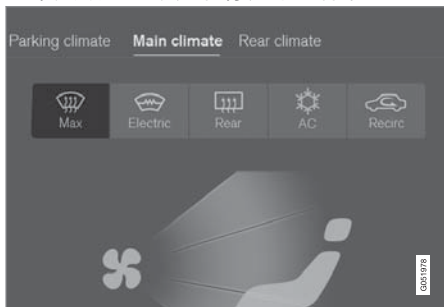 Parking climate Main climate Rear climate
Max Electric Rear AC Recirc
G051978